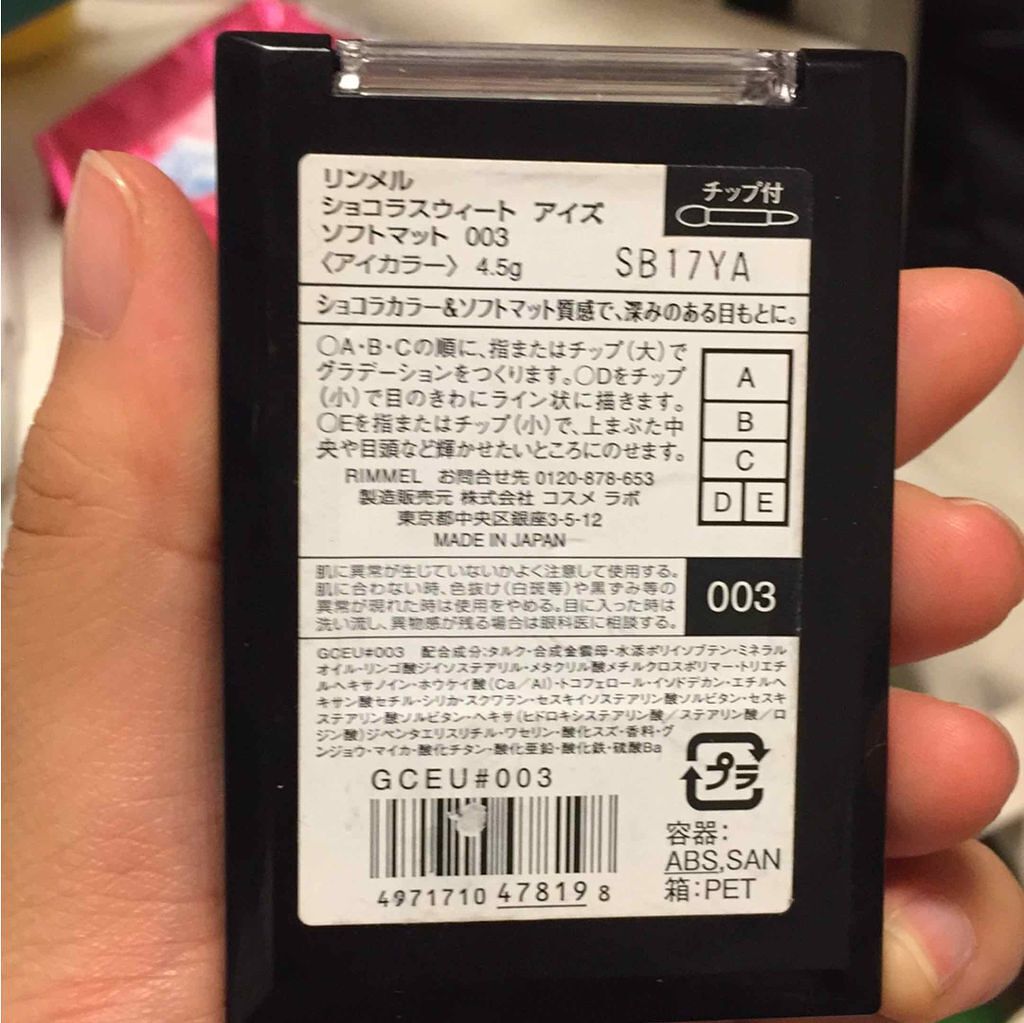 リンメル
チップ付
ショコラスウィート アイズ
ソフトマット 003
〈アイカラー〉 4.5g
SB17YA
ショコラカラー&ソフトマット質感で、深みのある目もとに。
○A・B・Cの順に、指またはチップ(大)で
グラデーションをつくります。○Dをチップ
(小)で目のきわにライン状に描きます。
○Eを指またはチップ(小)で、上まぶた中
央や目頭など輝かせたいところにのせます。
A
B
C
D E
RIMMEL お問合せ先 0120-878-653
製造販売元 株式会社 コスメ ラボ
東京都中央区銀座3-5-12
MADE IN JAPAN
肌に異常が生じていないかよく注意して使用する。
肌に合わない時、色抜け(白斑等)や黒ずみ等の
異常が現れた時は使用をやめる。目に入った時は
洗い流し、異物感が残る場合は眼科医に相談する。
003
GCEU#003 配合成分:タルク・合成金雲母・水添ポリイソブテン・ミネラル
オイル・リンゴ酸ジイソステアリル・メタクリル酸メチルクロスポリマー・トリエチ
ルヘキサノイン・ホウケイ酸(Ca/Al)・トコフェロール・イソドデカン・エチルヘ
キサン酸セチル・シリカ・スクワラン・セスキイソステアリン酸ソルビタン・セスキ
ステアリン酸ソルビタン・ヘキサ(ヒドロキシステアリン酸/ステアリン酸/ロ
ジン酸)ジペンタエリスリチル・ワセリン・酸化スズ・香料・グ
ンジョウ・マイカ・酸化チタン・酸化亜鉛・酸化鉄・硫酸Ba
GCEU#003
プラ
容器:
ABS,SAN
箱:PET
4971710 478198